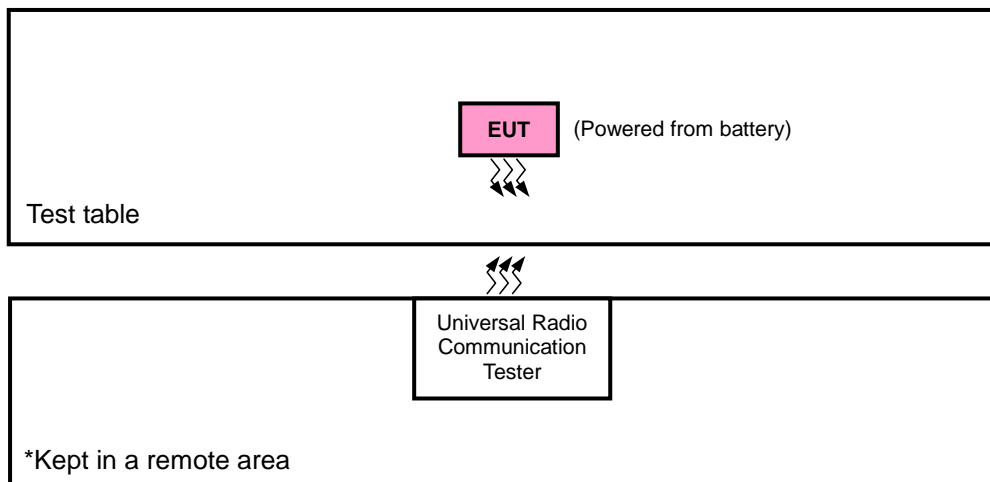 EUT
(Powered from battery)
Test table
Universal Radio
Communication
Tester
*Kept in a remote area